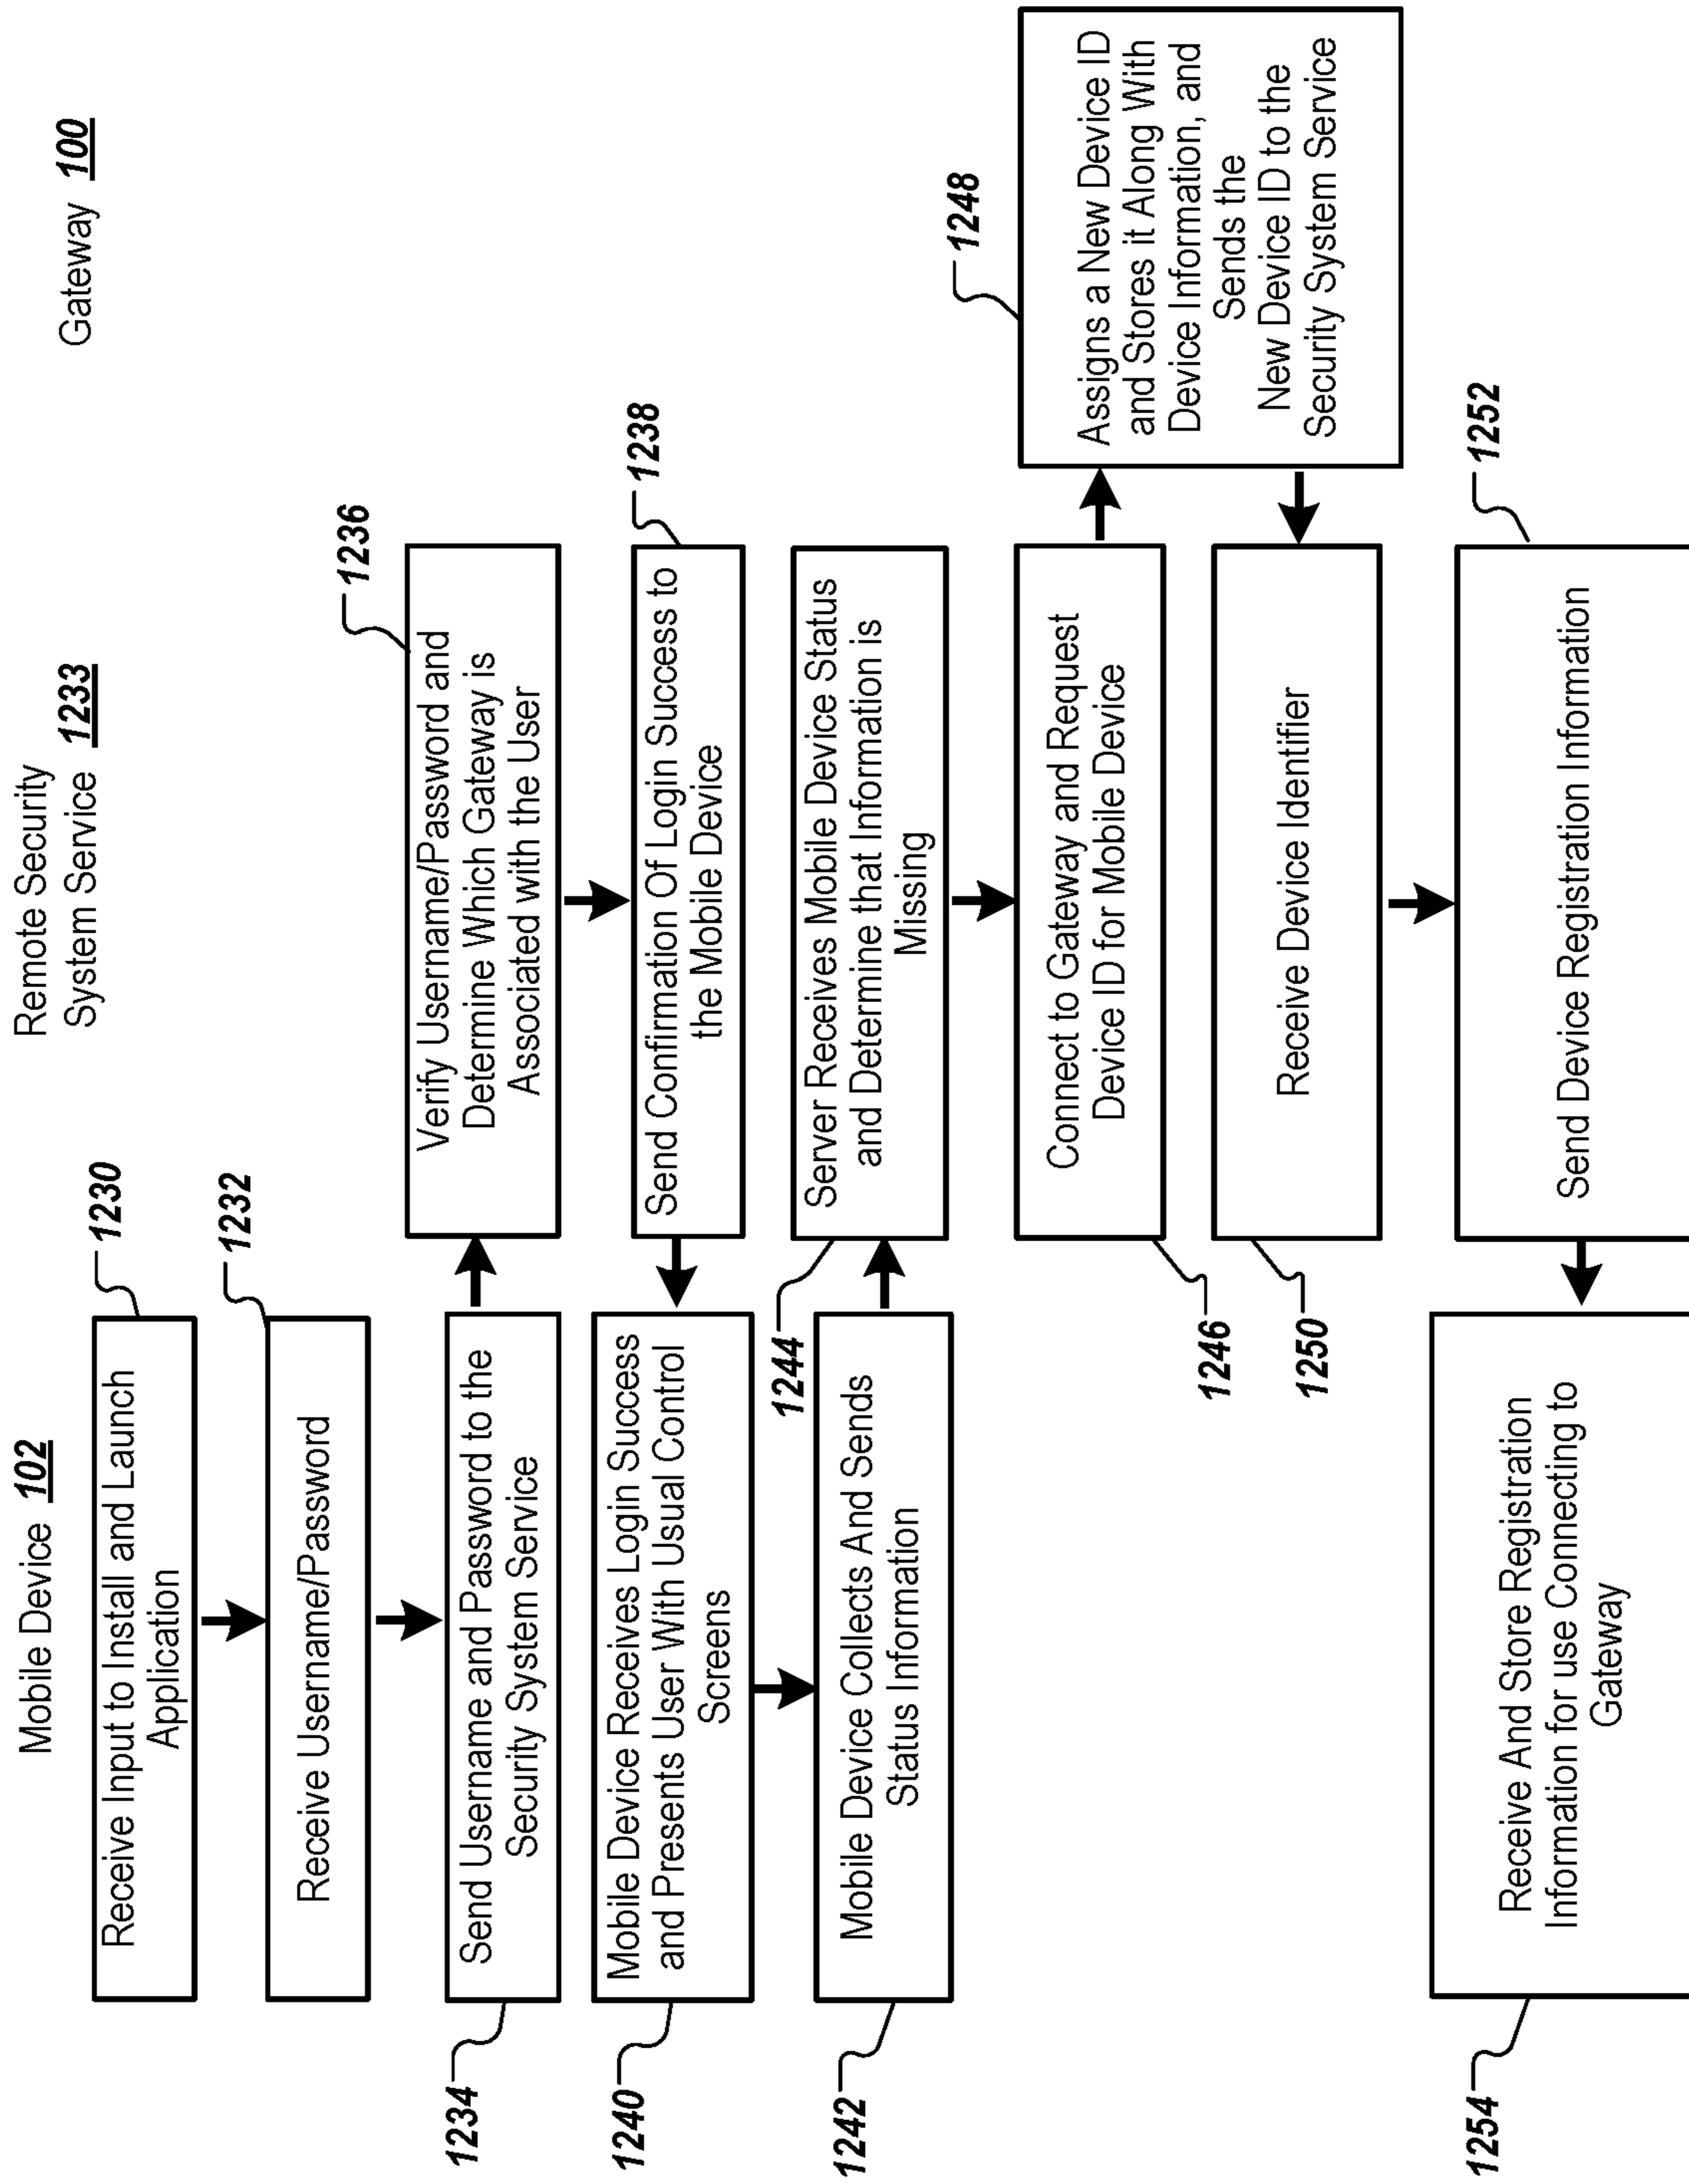 Mobile Device 102
Remote Security
System Service 1233
Gateway 100
1230
Receive Input to Install and Launch
Application
1232
Receive Username/Password
1234
Send Username and Password to the
Security System Service
1236
Verify Username/Password and
Determine Which Gateway is
Associated with the User
1238
Send Confirmation Of Login Success to
the Mobile Device
1240
Mobile Device Receives Login Success
and Presents User With Usual Control
Screens
1242
Mobile Device Collects And Sends
Status Information
1244
Server Receives Mobile Device Status
and Determine that Information is
Missing
1246
Connect to Gateway and Request
Device ID for Mobile Device
1248
Assigns a New Device ID
and Stores it Along With
Device Information, and
Sends the
New Device ID to the
Security System Service
1250
Receive Device Identifier
1252
Send Device Registration Information
1254
Receive And Store Registration
Information for use Connecting to
Gateway